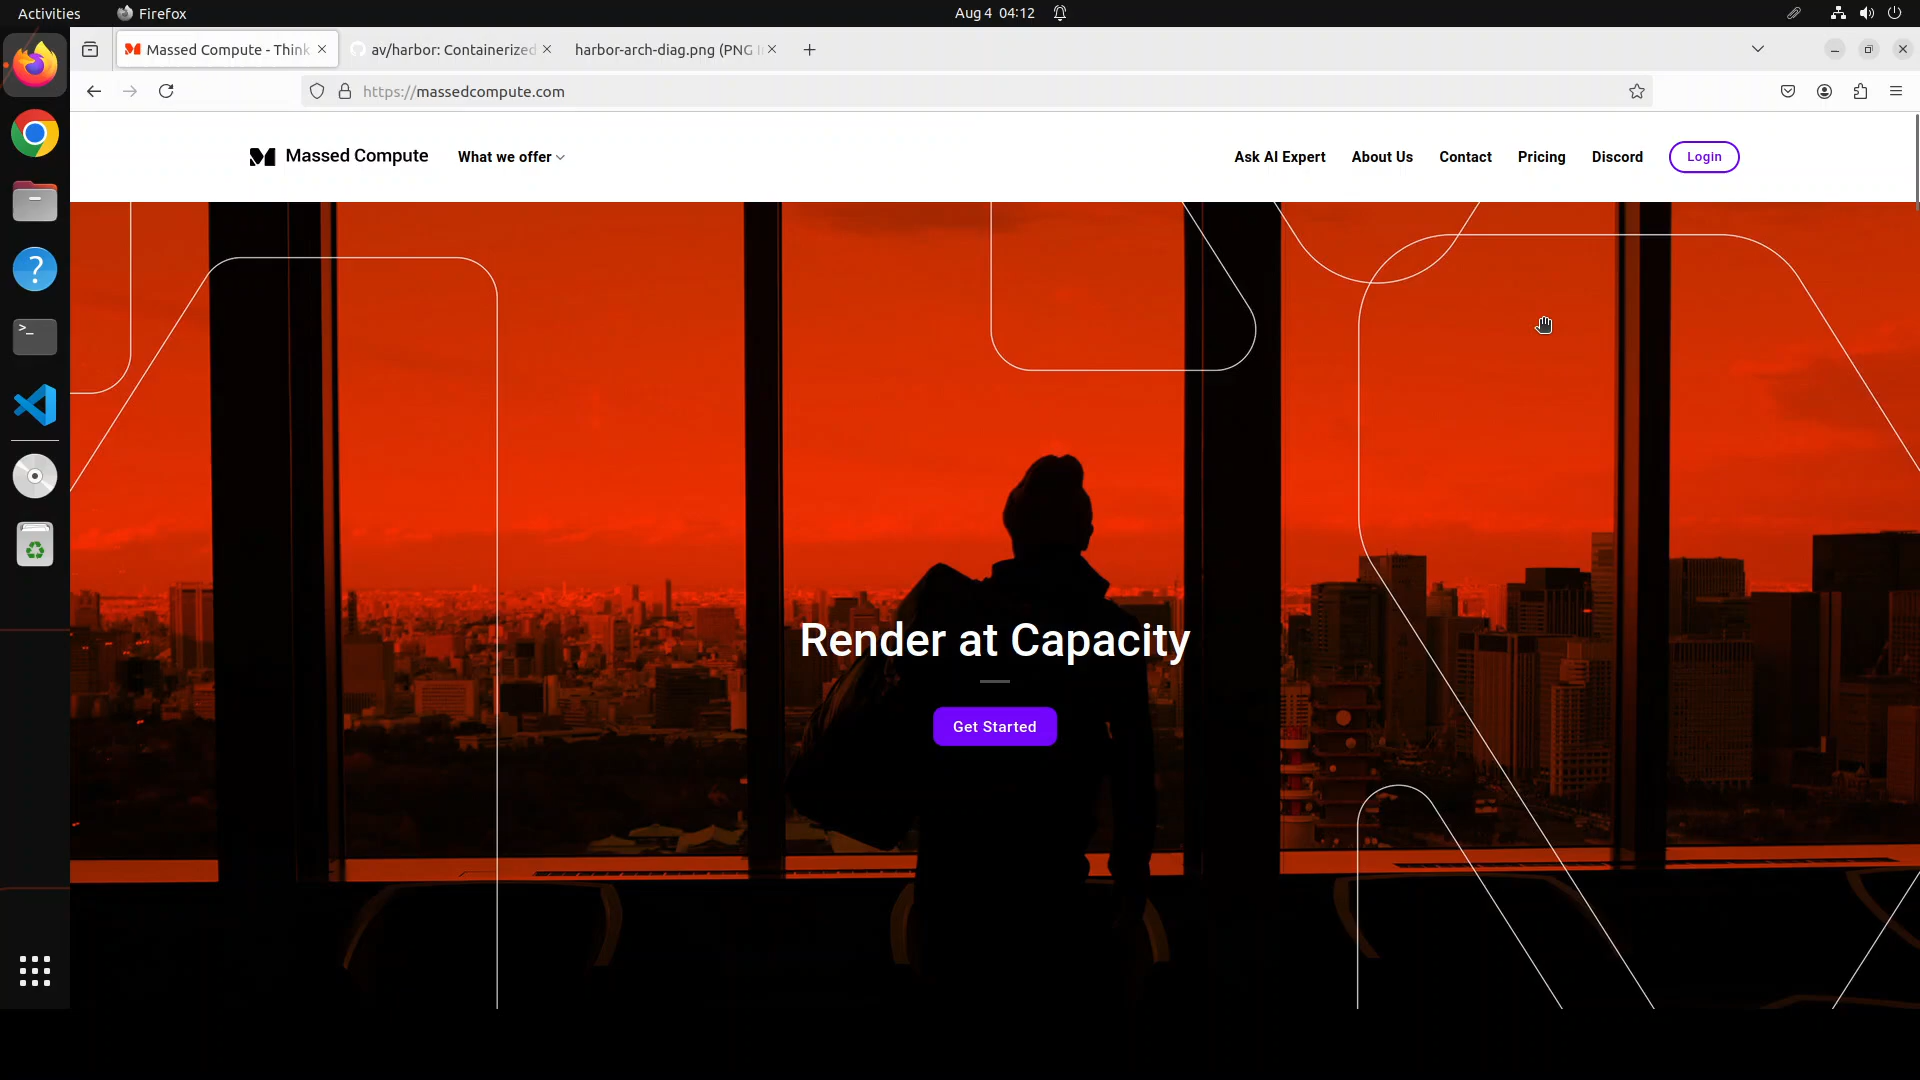 Activities
Firefox
Aug 4 04:12
Massed Compute - Think
av/harbor: Containerized
harbor-arch-diag.png (PNG I
https://massedcompute.com
Massed Compute
What we offer
Ask AI Expert
About Us
Contact
Pricing
Discord
Login
>_
Render at Capacity
Get Started